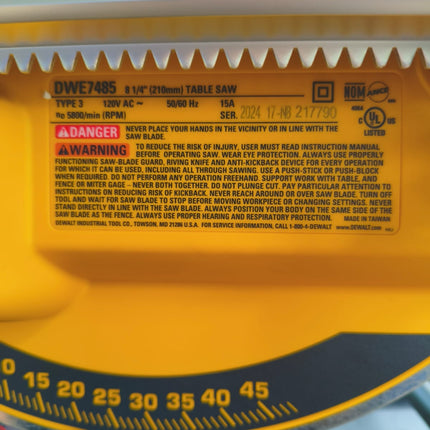 DWE7485 8 1/4" (210mm) TABLE SAW
TYPE 3 120V AC ~ 50/60 Hz 15A
n₀ 5800/min (RPM) SER. 2024 17-NB 217790
NOM ANCE
C UL US
LISTED
DANGER NEVER PLACE YOUR HANDS IN THE VICINITY OR IN LINE WITH THE
SAW BLADE.
WARNING TO REDUCE THE RISK OF INJURY, USER MUST READ INSTRUCTION MANUAL
BEFORE OPERATING SAW. WEAR EYE PROTECTION. ALWAYS USE PROPERLY
FUNCTIONING SAW-BLADE GUARD, RIVING KNIFE AND ANTI-KICKBACK DEVICE FOR EVERY OPERATION
FOR WHICH IT CAN BE USED, INCLUDING ALL THROUGH SAWING. USE A PUSH-STICK OR PUSH-BLOCK
WHEN REQUIRED. DO NOT PERFORM ANY OPERATION FREEHAND. SUPPORT WORK WITH TABLE, AND
FENCE OR MITER GAGE – NEVER BOTH TOGETHER. DO NOT PLUNGE CUT. PAY PARTICULAR ATTENTION TO
INSTRUCTIONS ON REDUCING RISK OF KICKBACK. NEVER REACH AROUND OR OVER SAW BLADE. TURN OFF
TOOL AND WAIT FOR SAW BLADE TO STOP BEFORE MOVING WORKPIECE OR CHANGING SETTINGS. NEVER
STAND DIRECTLY IN LINE WITH THE SAW BLADE. ALWAYS POSITION YOUR BODY ON THE SAME SIDE OF THE
SAW BLADE AS THE FENCE. ALWAYS USE PROPER HEARING AND RESPIRATORY PROTECTION. MADE IN TAIWAN
DEWALT INDUSTRIAL TOOL CO., TOWSON, MD 21286 U.S.A. FOR SERVICE INFORMATION, CALL 1-800-4-DEWALT www.DEWALT.com
0 15 20 25 30 35 40 45